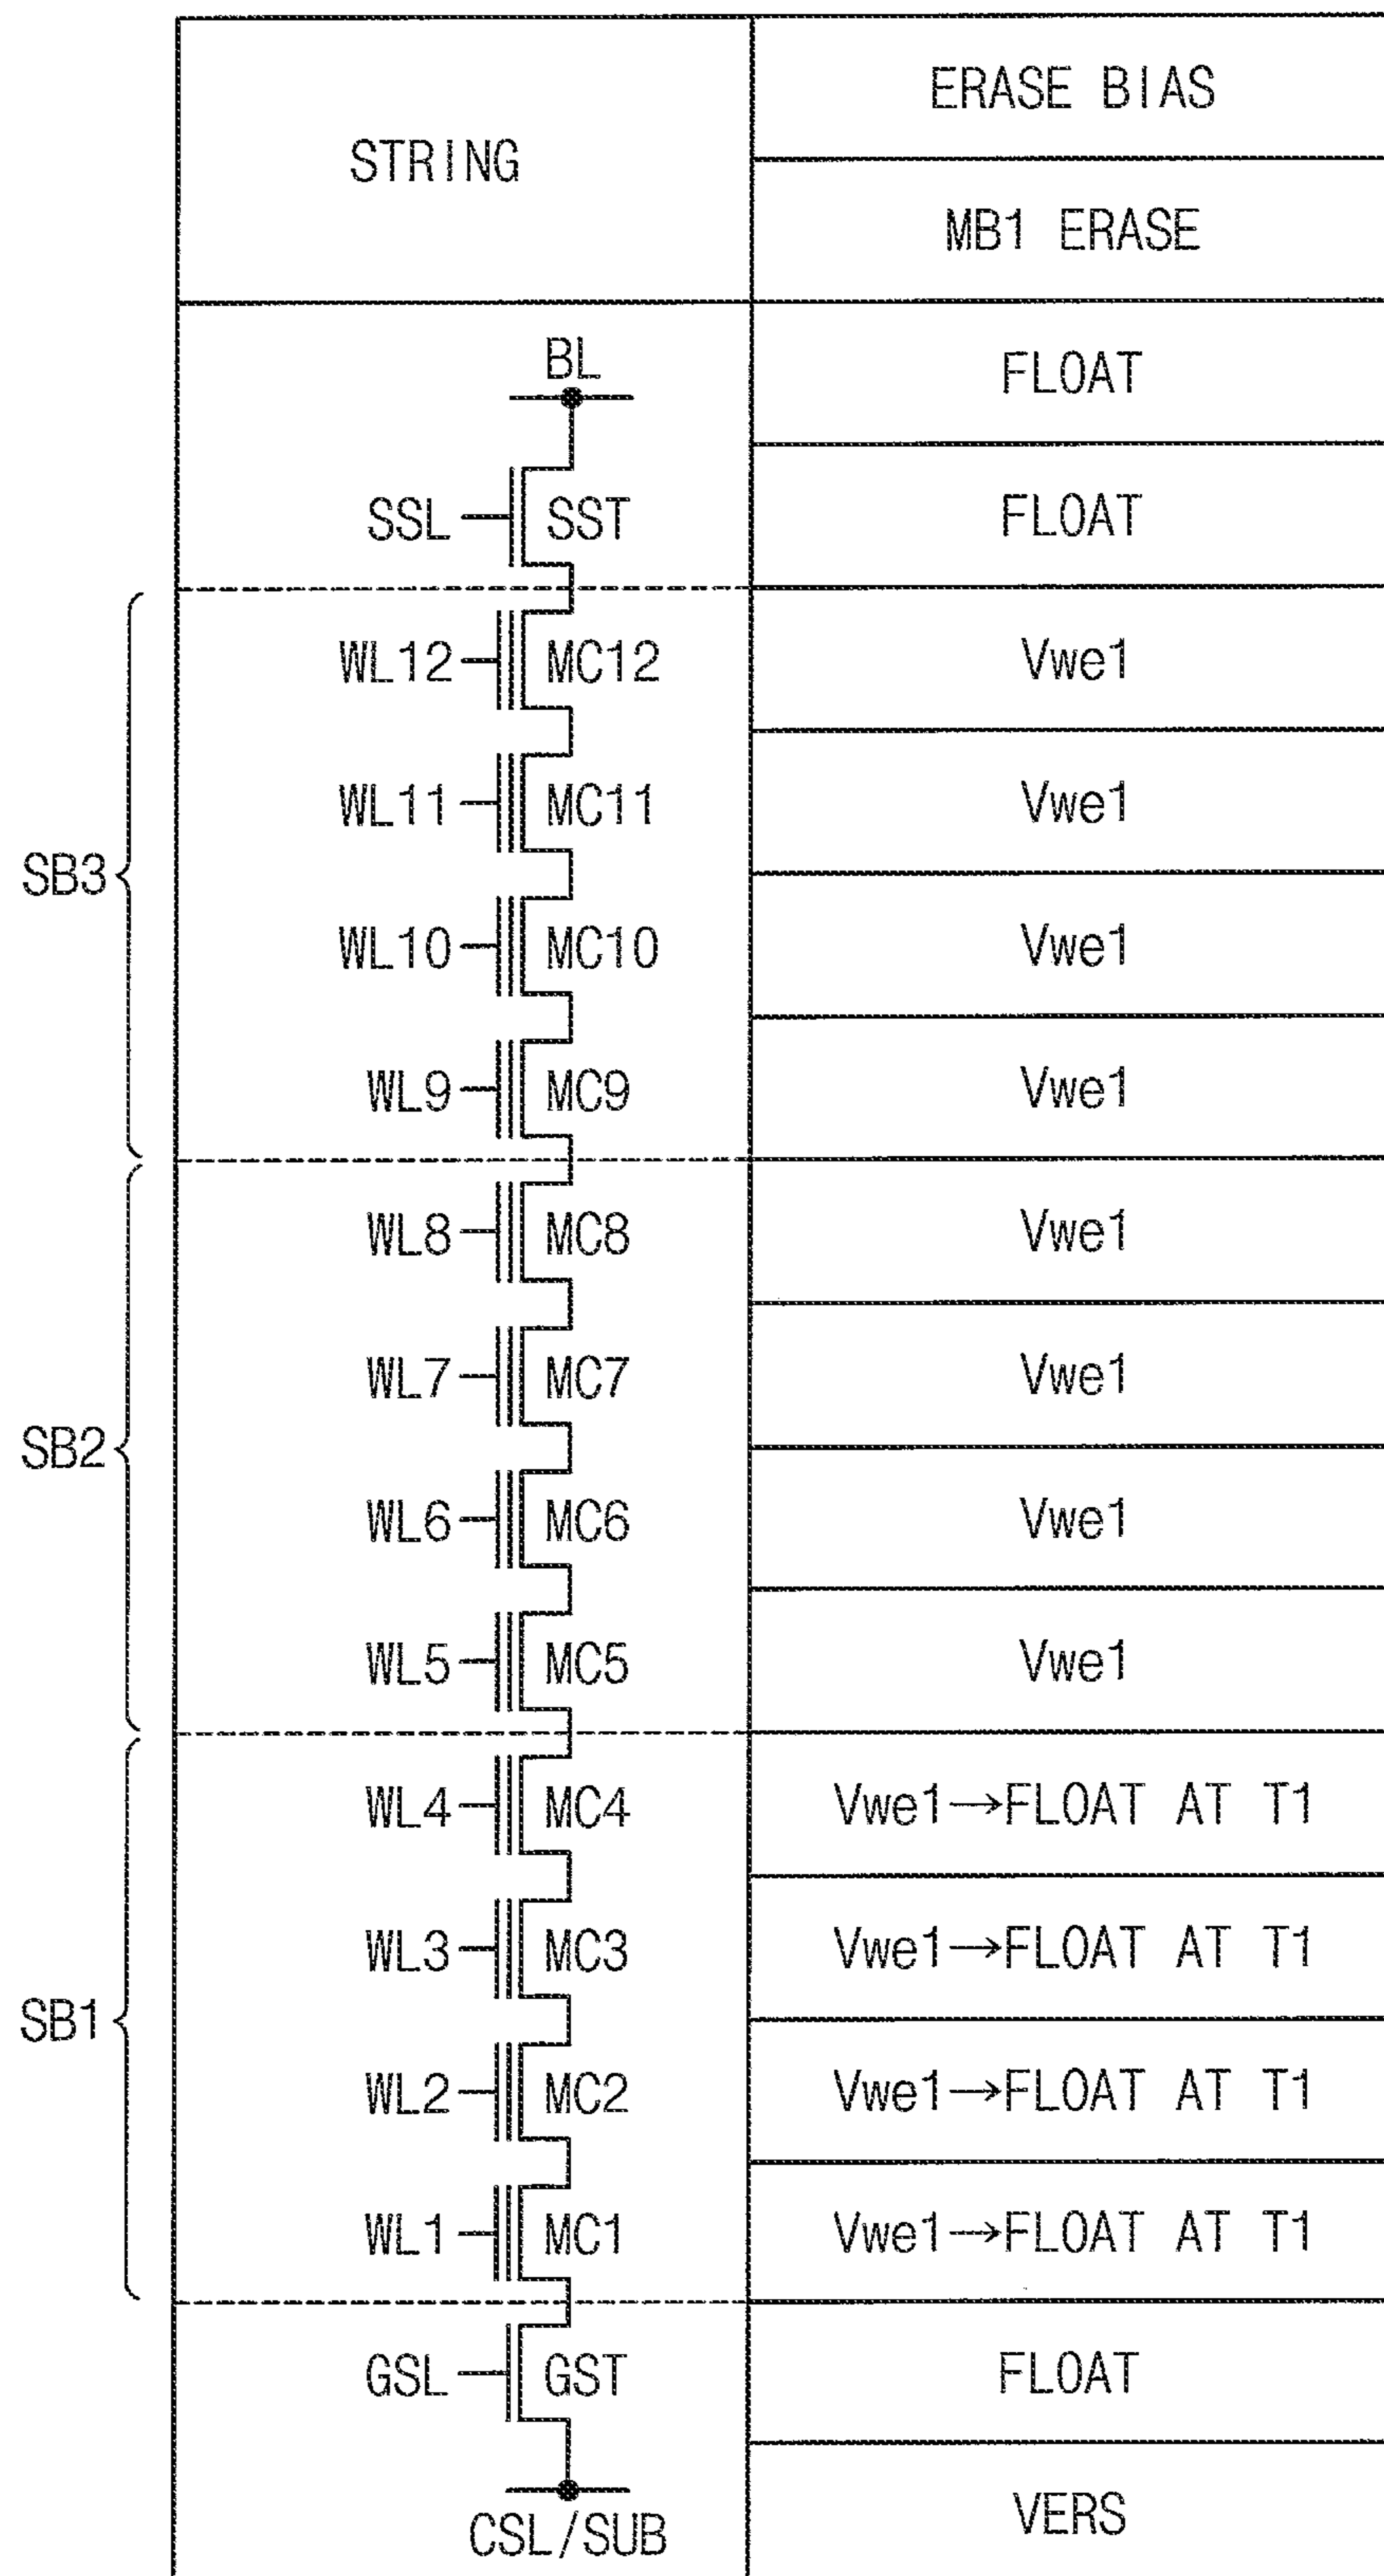 STRING
ERASE BIAS
MB1 ERASE
BL
FLOAT
SSL SST FLOAT
WL12 MC12 Vwe1
WL11 MC11 Vwe1
SB3
WL10 MC10 Vwe1
WL9 MC9 Vwe1
WL8 MC8 Vwe1
WL7 MC7 Vwe1
SB2
WL6 MC6 Vwe1
WL5 MC5 Vwe1
WL4 MC4 Vwe1→FLOAT AT T1
WL3 MC3 Vwe1→FLOAT AT T1
SB1
WL2 MC2 Vwe1→FLOAT AT T1
WL1 MC1 Vwe1→FLOAT AT T1
GSL GST FLOAT
CSL/SUB VERS